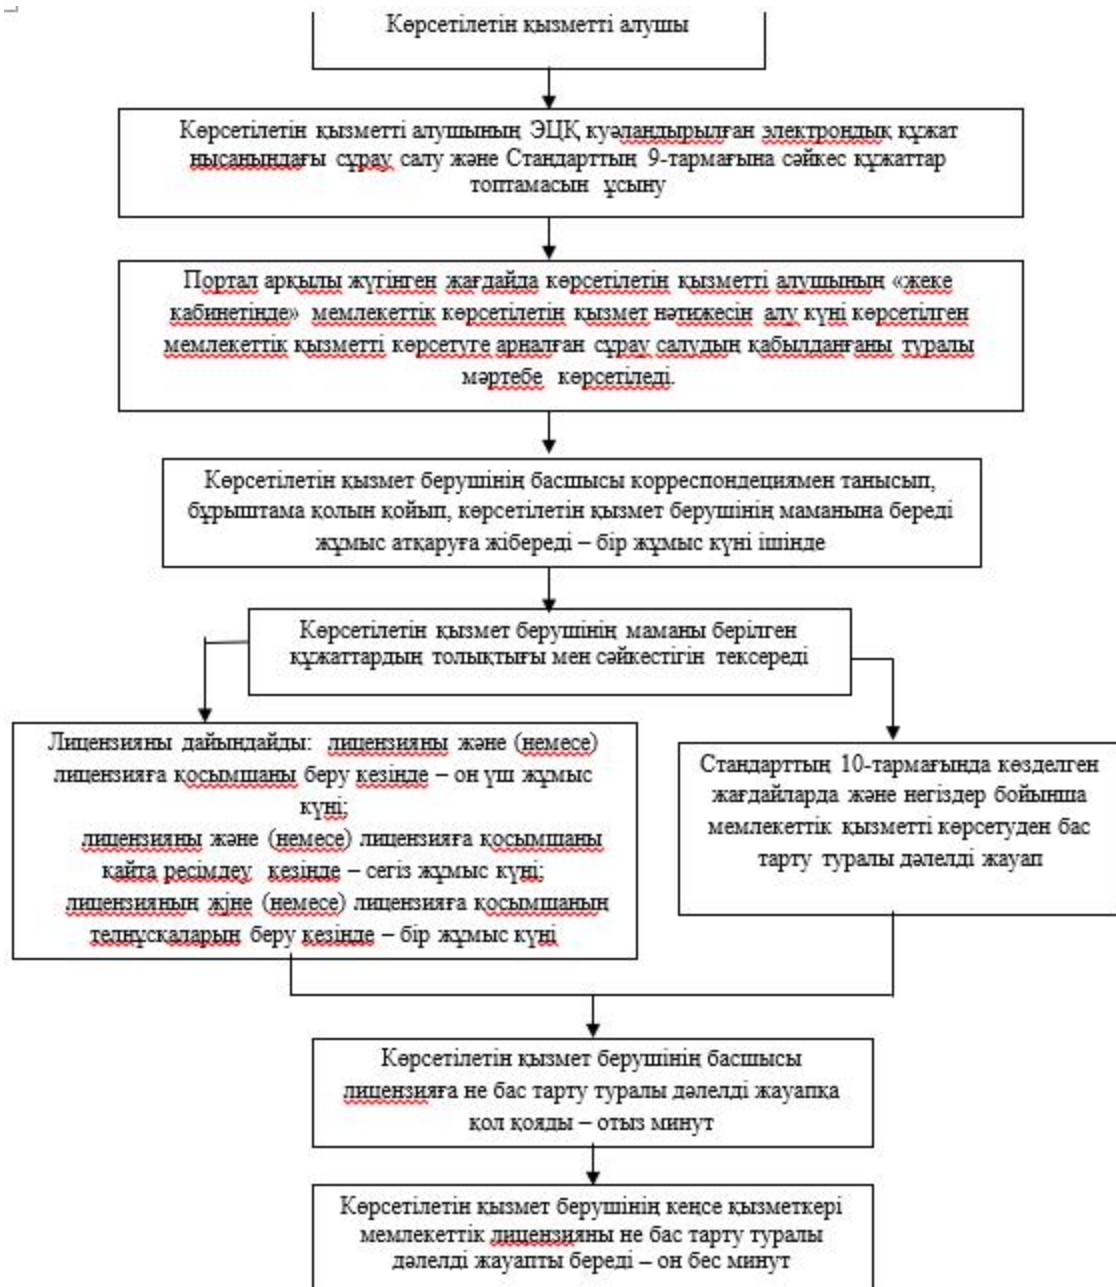 Көрсетілетін қызметті алушы
Көрсетілетін қызметті алушының ЭЦҚ куәландырылған электрондық құжат
нысанындағы сұрау салу және Стандарттың 9-тармағына сәйкес құжаттар
топтамасын ұсыну
Портал арқылы жүгінген жағдайда көрсетілетін қызметті алушының «жеке
кабинетінде» мемлекеттік көрсетілетін қызмет нәтижесін алу күні көрсетілген
мемлекеттік қызметті көрсетуге арналған сұрау салудың қабылданғаны туралы
мәртебе көрсетіледі.
Көрсетілетін қызмет берушінің басшысы корреспондециямен танысып,
бұрыштама қолын қойып, көрсетілетін қызмет берушінің маманына береді
жұмыс атқаруға жібереді – бір жұмыс күні ішінде
Көрсетілетін қызмет берушінің маманы берілген
құжаттардың толықтығы мен сәйкестігін тексереді
Лицензияны дайындайды: лицензияны және (немесе)
лицензияға қосымшаны беру кезінде – он үш жұмыс
күні;
лицензияны және (немесе) лицензияға қосымшаны
қайта ресімдеу кезінде – сегіз жұмыс күні;
лицензияның жјне (немесе) лицензияға қосымшаның
телнұсқаларын беру кезінде – бір жұмыс күні
Стандарттың 10-тармағында көзделген
жағдайларда және негіздер бойынша
мемлекеттік қызметті көрсетуден бас
тарту туралы дәлелді жауап
Көрсетілетін қызмет берушінің басшысы
лицензияға не бас тарту туралы дәлелді жауапқа
қол қояды – отыз минут
Көрсетілетін қызмет берушінің кеңсе қызметкері
мемлекеттік лицензияны не бас тарту туралы
дәлелді жауапты береді – он бес минут